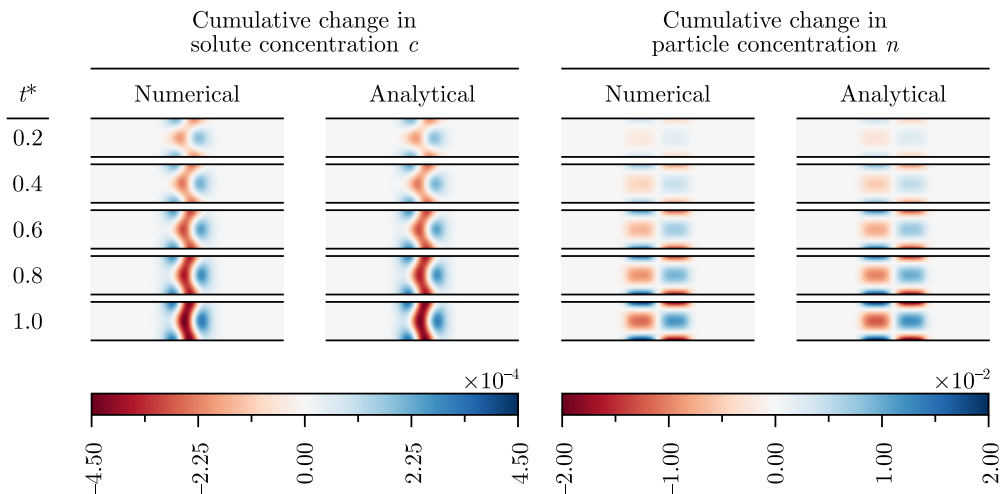 Cumulative change in
solute concentration c
Cumulative change in
particle concentration n
t* Numerical Analytical Numerical Analytical
0.2
0.4
0.6
0.8
1.0
×10⁻⁴
×10⁻²
−4.50 −2.25 0.00 2.25 4.50
−2.00 −1.00 0.00 1.00 2.00